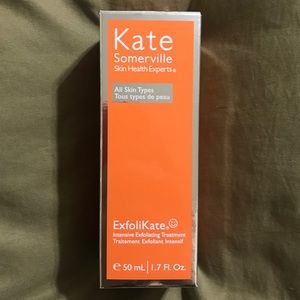 Kate
Somerville
Skin Health Experts®
All Skin Types
Tous types de peau
ExfoliKate®
Intensive Exfoliating Treatment
Traitement Exfoliant Intensif
℮ 50 mL | 1.7 Fl. Oz.